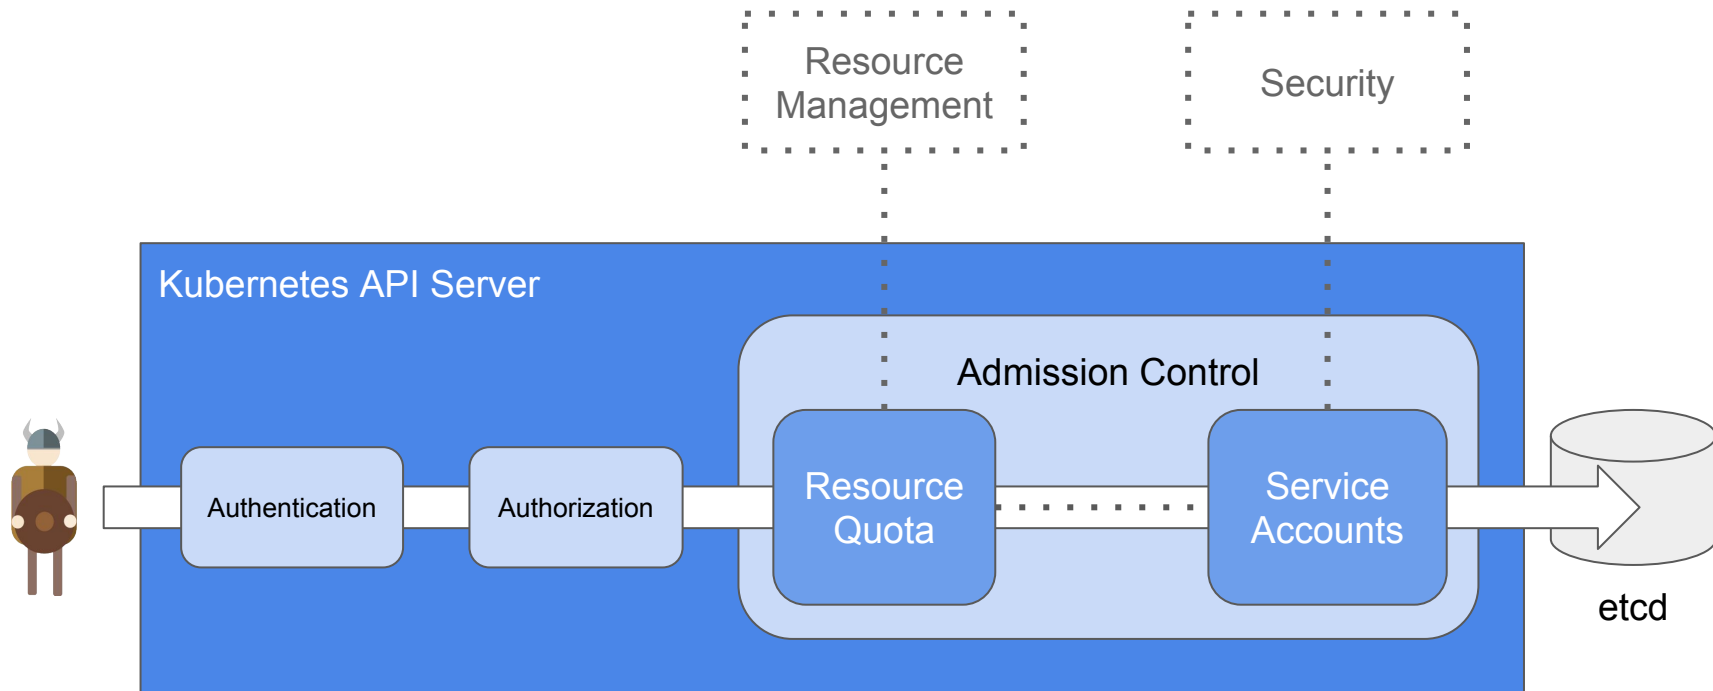 Resource
Management
Security
Kubernetes API Server
Admission Control
Authentication
Authorization
Resource
Quota
Service
Accounts
etcd